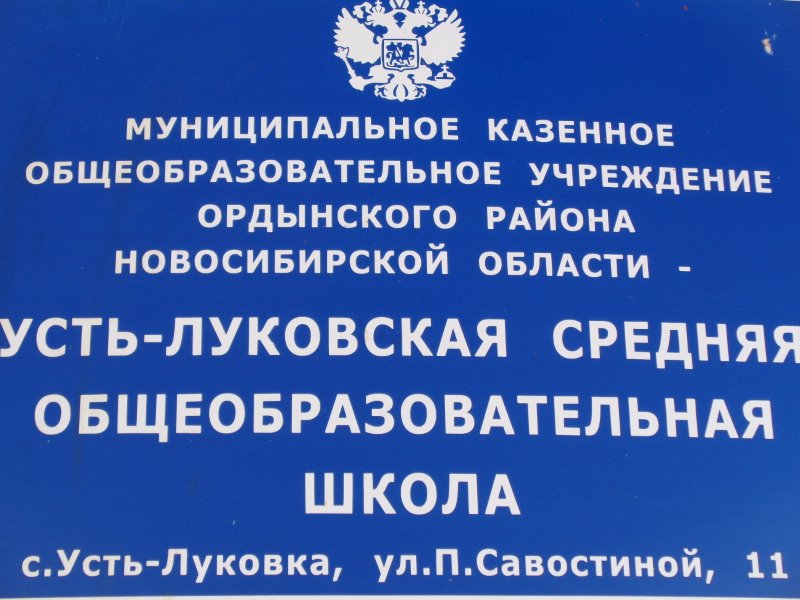 МУНИЦИПАЛЬНОЕ КАЗЕННОЕ
ОБЩЕОБРАЗОВАТЕЛЬНОЕ УЧРЕЖДЕНИЕ
ОРДЫНСКОГО РАЙОНА
НОВОСИБИРСКОЙ ОБЛАСТИ -
УСТЬ-ЛУКОВСКАЯ СРЕДНЯЯ
ОБЩЕОБРАЗОВАТЕЛЬНАЯ
ШКОЛА
с.Усть-Луковка, ул.П.Савостиной, 11